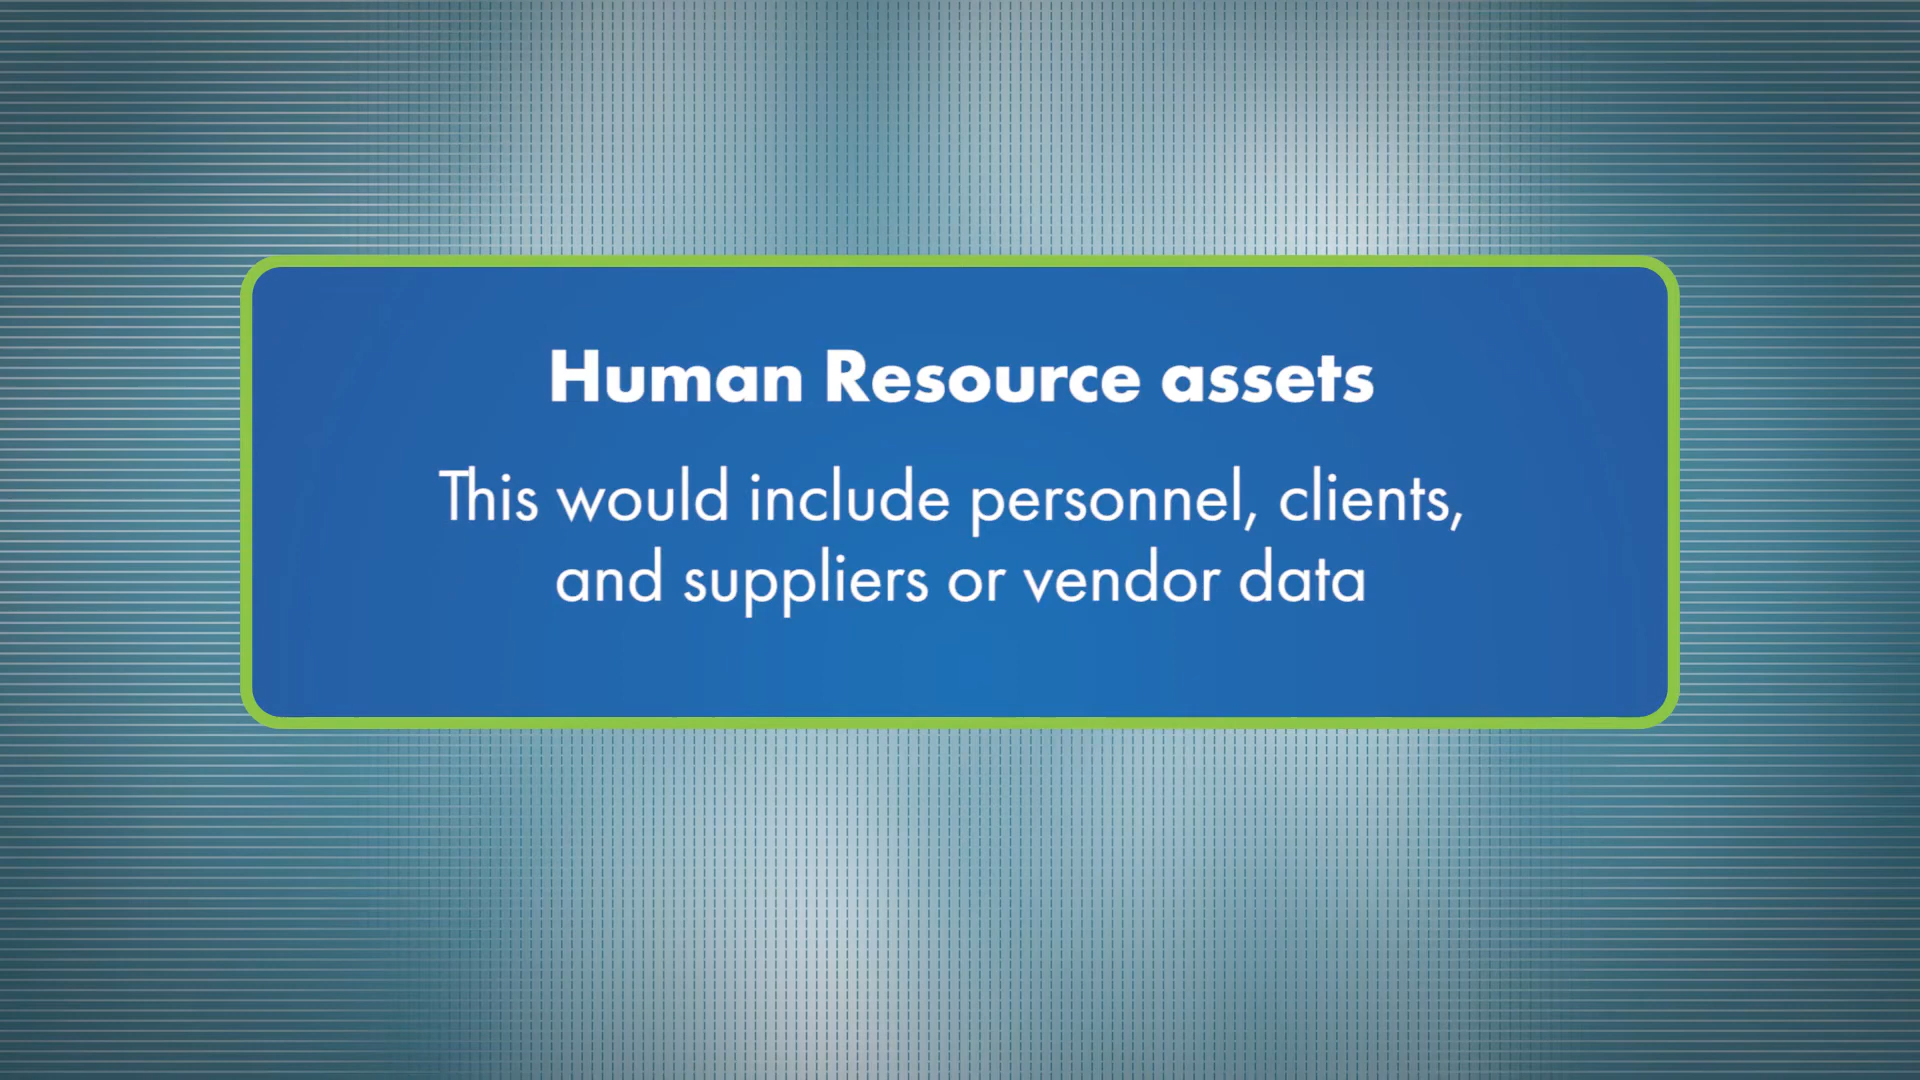 Human Resource assets
This would include personnel, clients,
and suppliers or vendor data